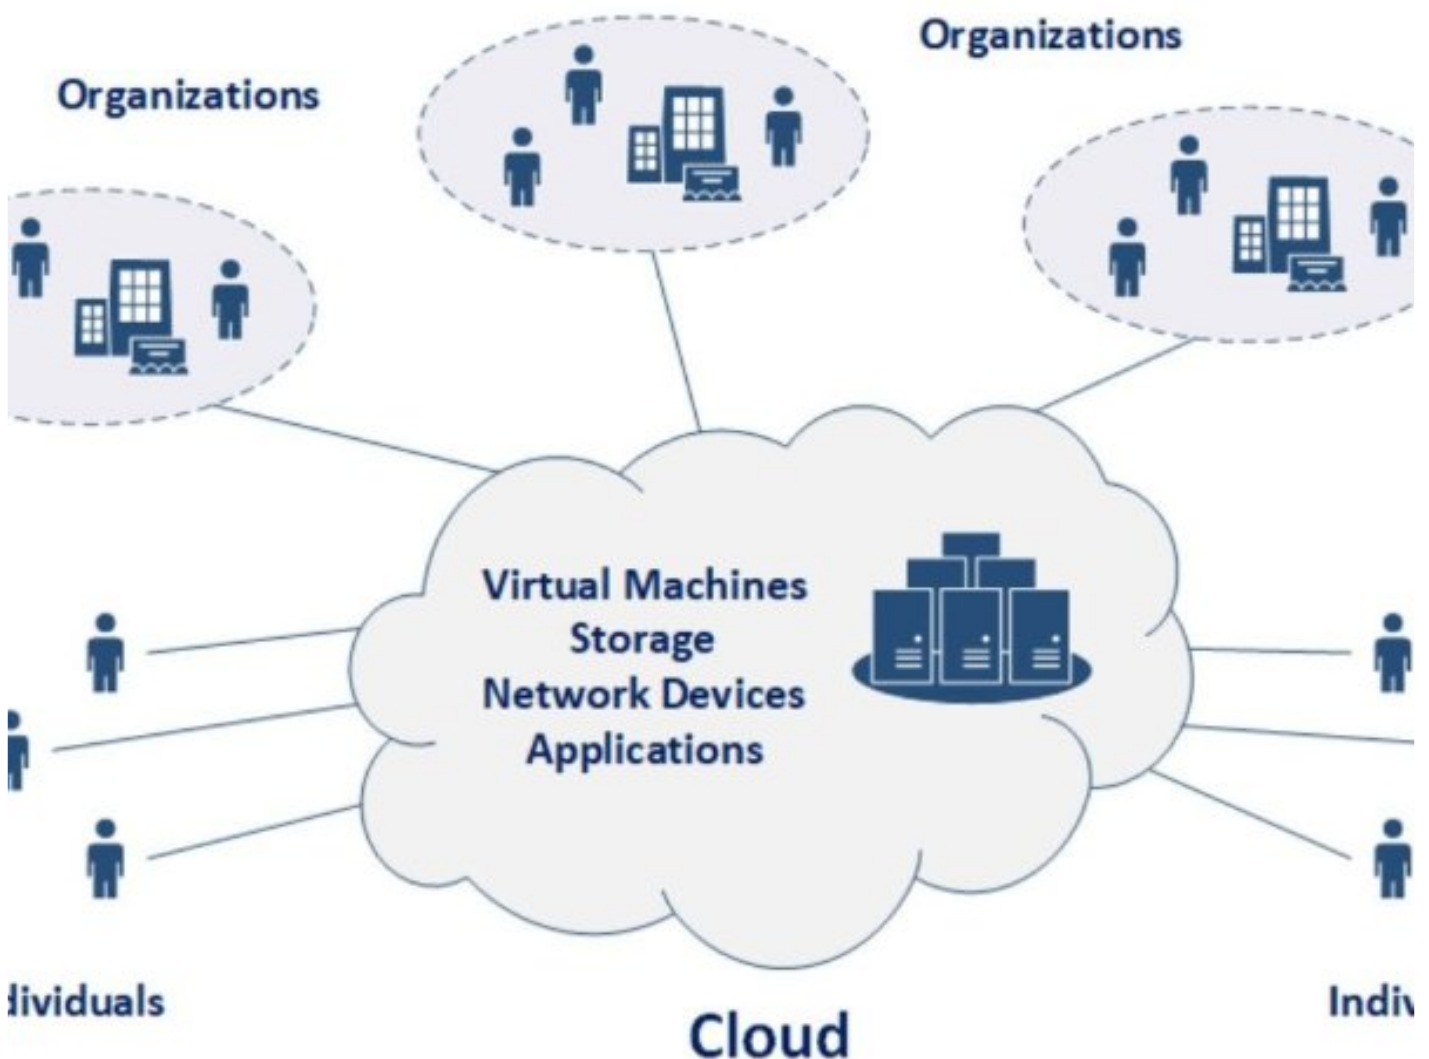 Organizations
Organizations
Virtual Machines
Storage
Network Devices
Applications
dividuals
Indiv
Cloud